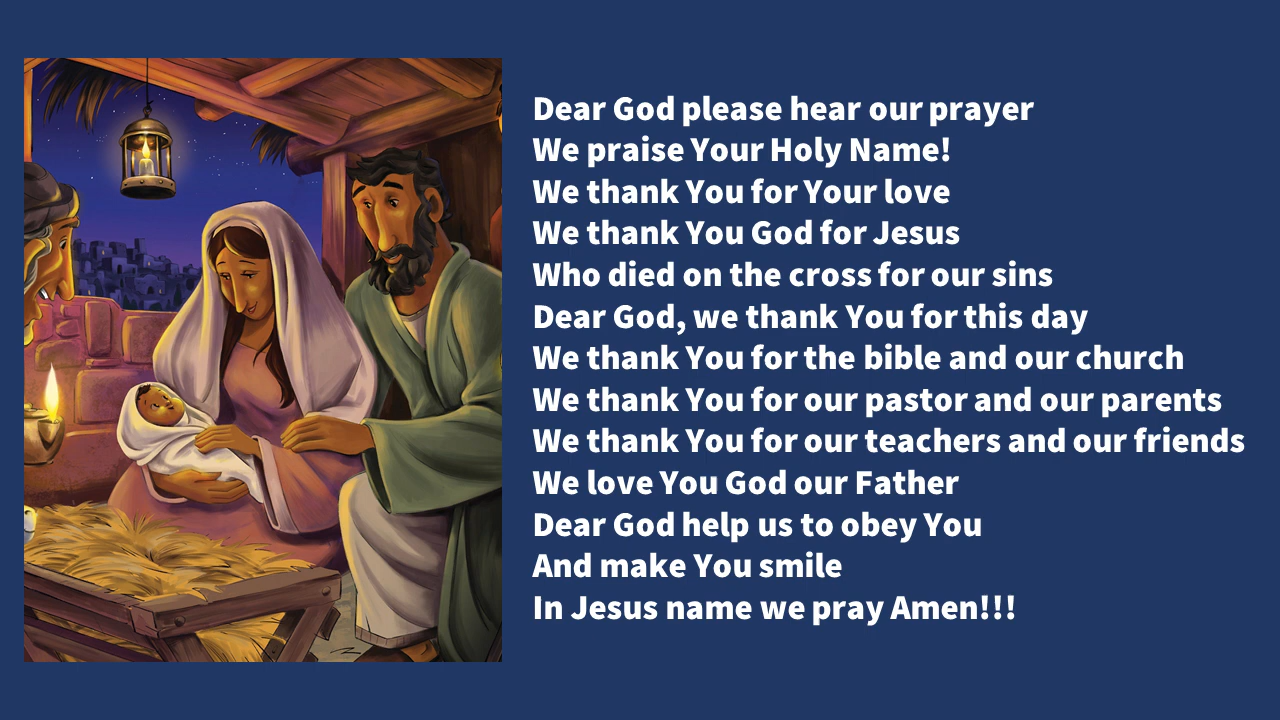 Dear God please hear our prayer
We praise Your Holy Name!
We thank You for Your love
We thank You God for Jesus
Who died on the cross for our sins
Dear God, we thank You for this day
We thank You for the bible and our church
We thank You for our pastor and our parents
We thank You for our teachers and our friends
We love You God our Father
Dear God help us to obey You
And make You smile
In Jesus name we pray Amen!!!